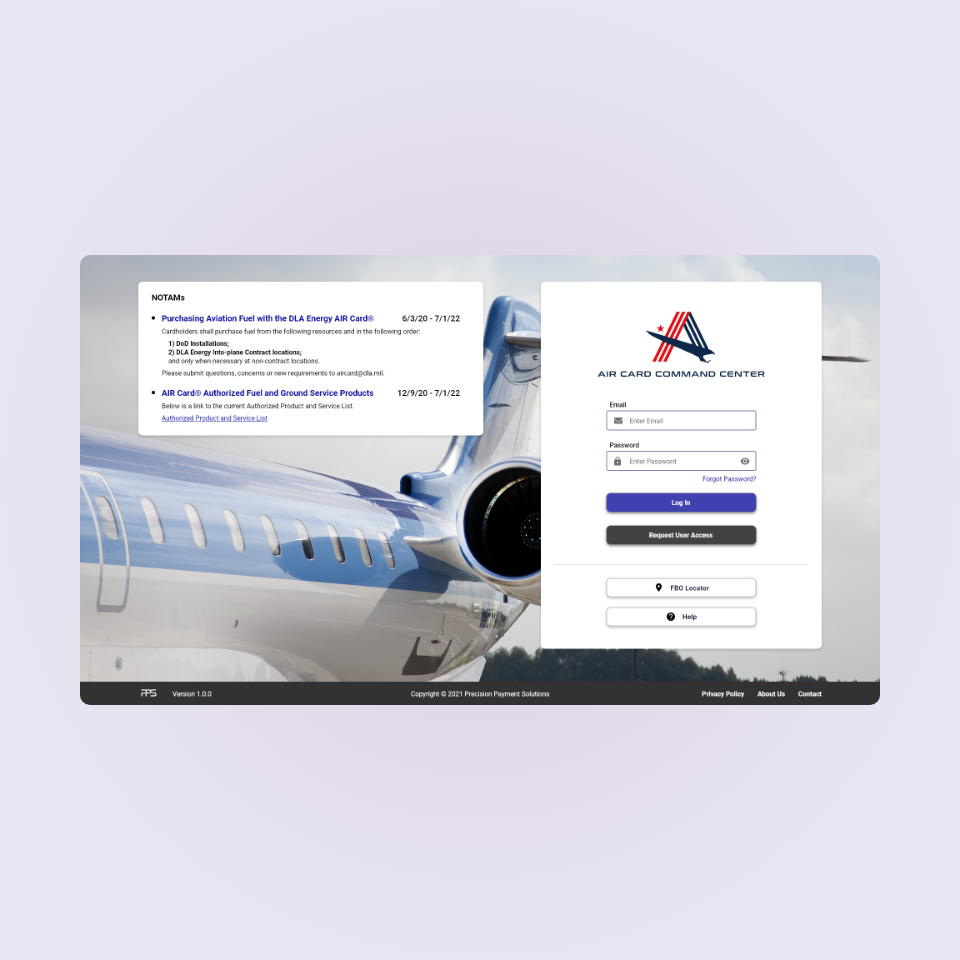 NOTAMs
Purchasing Aviation Fuel with the DLA Energy AIR Card® 6/3/20 - 7/1/22
Cardholders shall purchase fuel from the following resources and in the following order:
1) DoD Installations;
2) DLA Energy Into-plane Contract locations;
and only when necessary at non-contract locations.
Please submit questions, concerns or new requirements to aircard@dla.mil.
AIR Card® Authorized Fuel and Ground Service Products 12/9/20 - 7/1/22
Below is a link to the current Authorized Product and Service List.
Authorized Product and Service List
AIR CARD COMMAND CENTER
Email
Enter Email
Password
Enter Password
Forgot Password?
Log In
Request User Access
FBO Locator
Help
PPS Version 1.0.0 Copyright © 2021 Precision Payment Solutions Privacy Policy About Us Contact